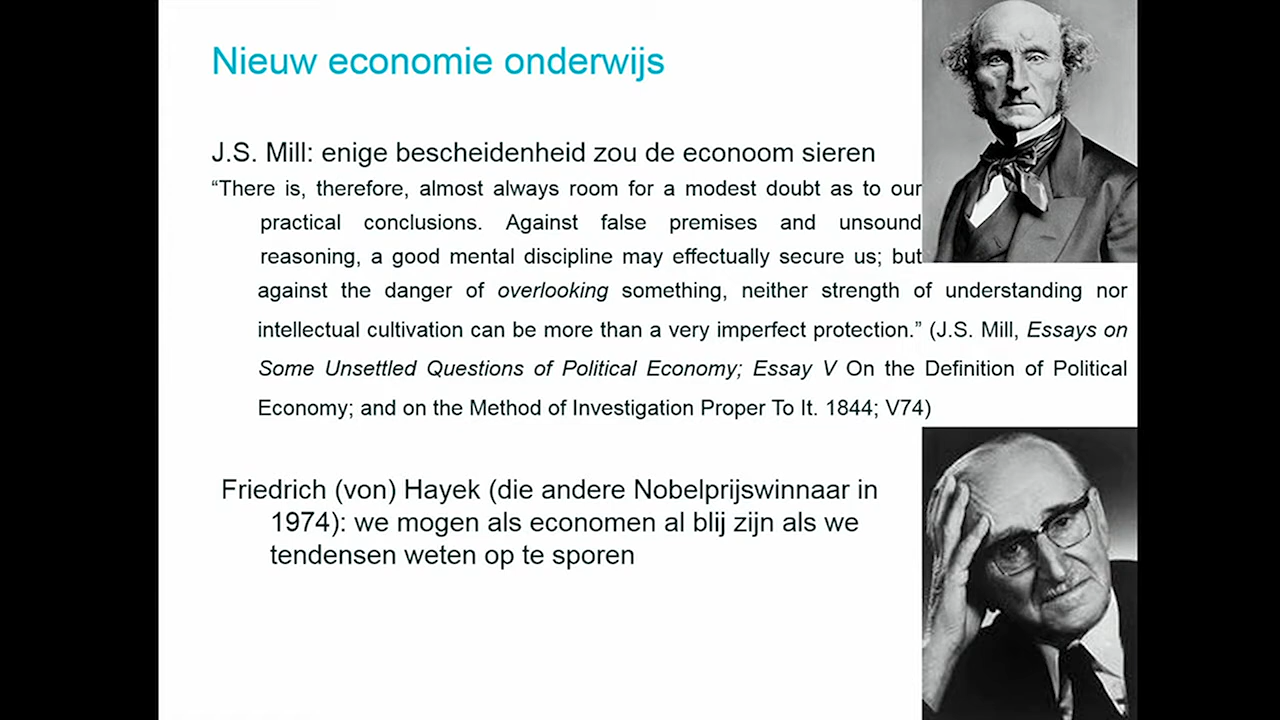 Nieuw economie onderwijs
J.S. Mill: enige bescheidenheid zou de econoom sieren
“There is, therefore, almost always room for a modest doubt as to our
practical conclusions. Against false premises and unsound
reasoning, a good mental discipline may effectually secure us; but
against the danger of overlooking something, neither strength of understanding nor
intellectual cultivation can be more than a very imperfect protection.” (J.S. Mill, Essays on
Some Unsettled Questions of Political Economy; Essay V On the Definition of Political
Economy; and on the Method of Investigation Proper To It. 1844; V74)
Friedrich (von) Hayek (die andere Nobelprijswinnaar in
1974): we mogen als economen al blij zijn als we
tendensen weten op te sporen